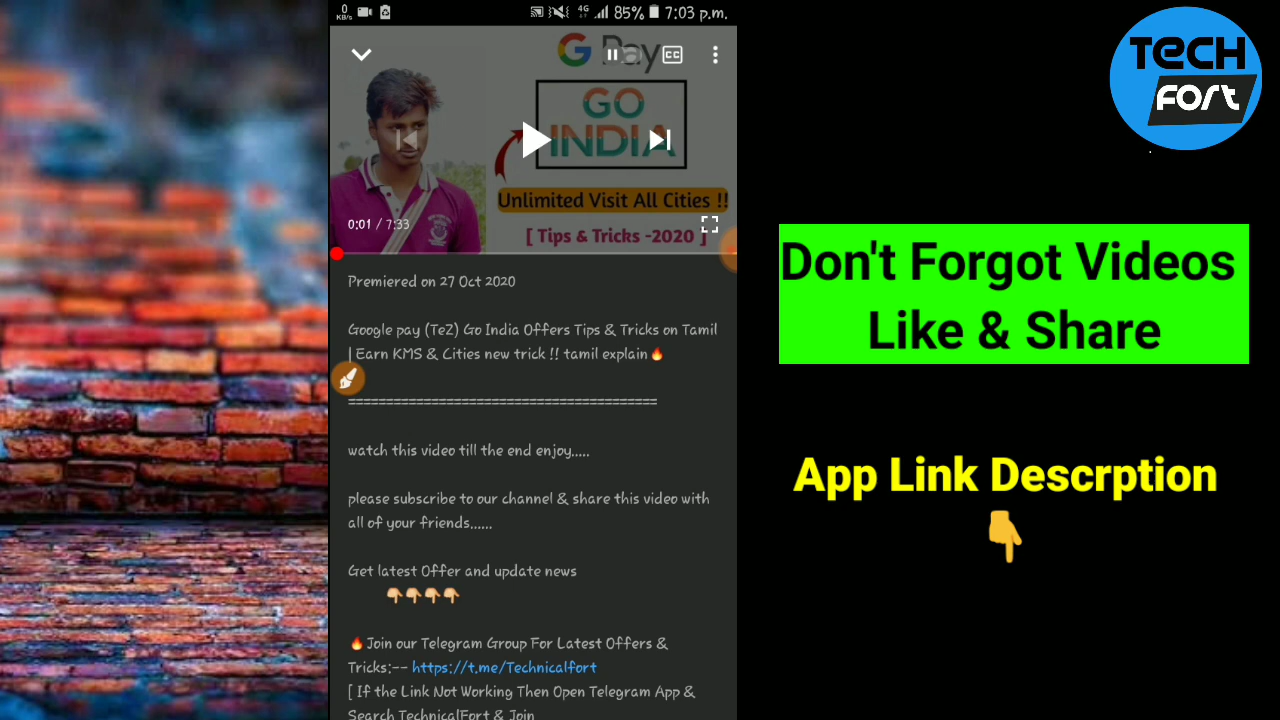 0
KB/s
4G
85%
7:03 p.m.
TECH
FORT
G Pay
CC
GO
INDIA
Unlimited Visit All Cities !!
0:01 / 7:33
[ Tips & Tricks -2020 ]
Premiered on 27 Oct 2020
Google pay (TeZ) Go India Offers Tips & Tricks on Tamil
| Earn KMS & Cities new trick !! tamil explain🔥
========================================
watch this video till the end enjoy.....
please subscribe to our channel & share this video with
all of your friends......
Get latest Offer and update news
👇👇👇👇
🔥Join our Telegram Group For Latest Offers &
Tricks:-- https://t.me/Technicalfort
[ If the Link Not Working Then Open Telegram App &
Search TechnicalFort & Join
Don't Forgot Videos
Like & Share
App Link Descrption
👇